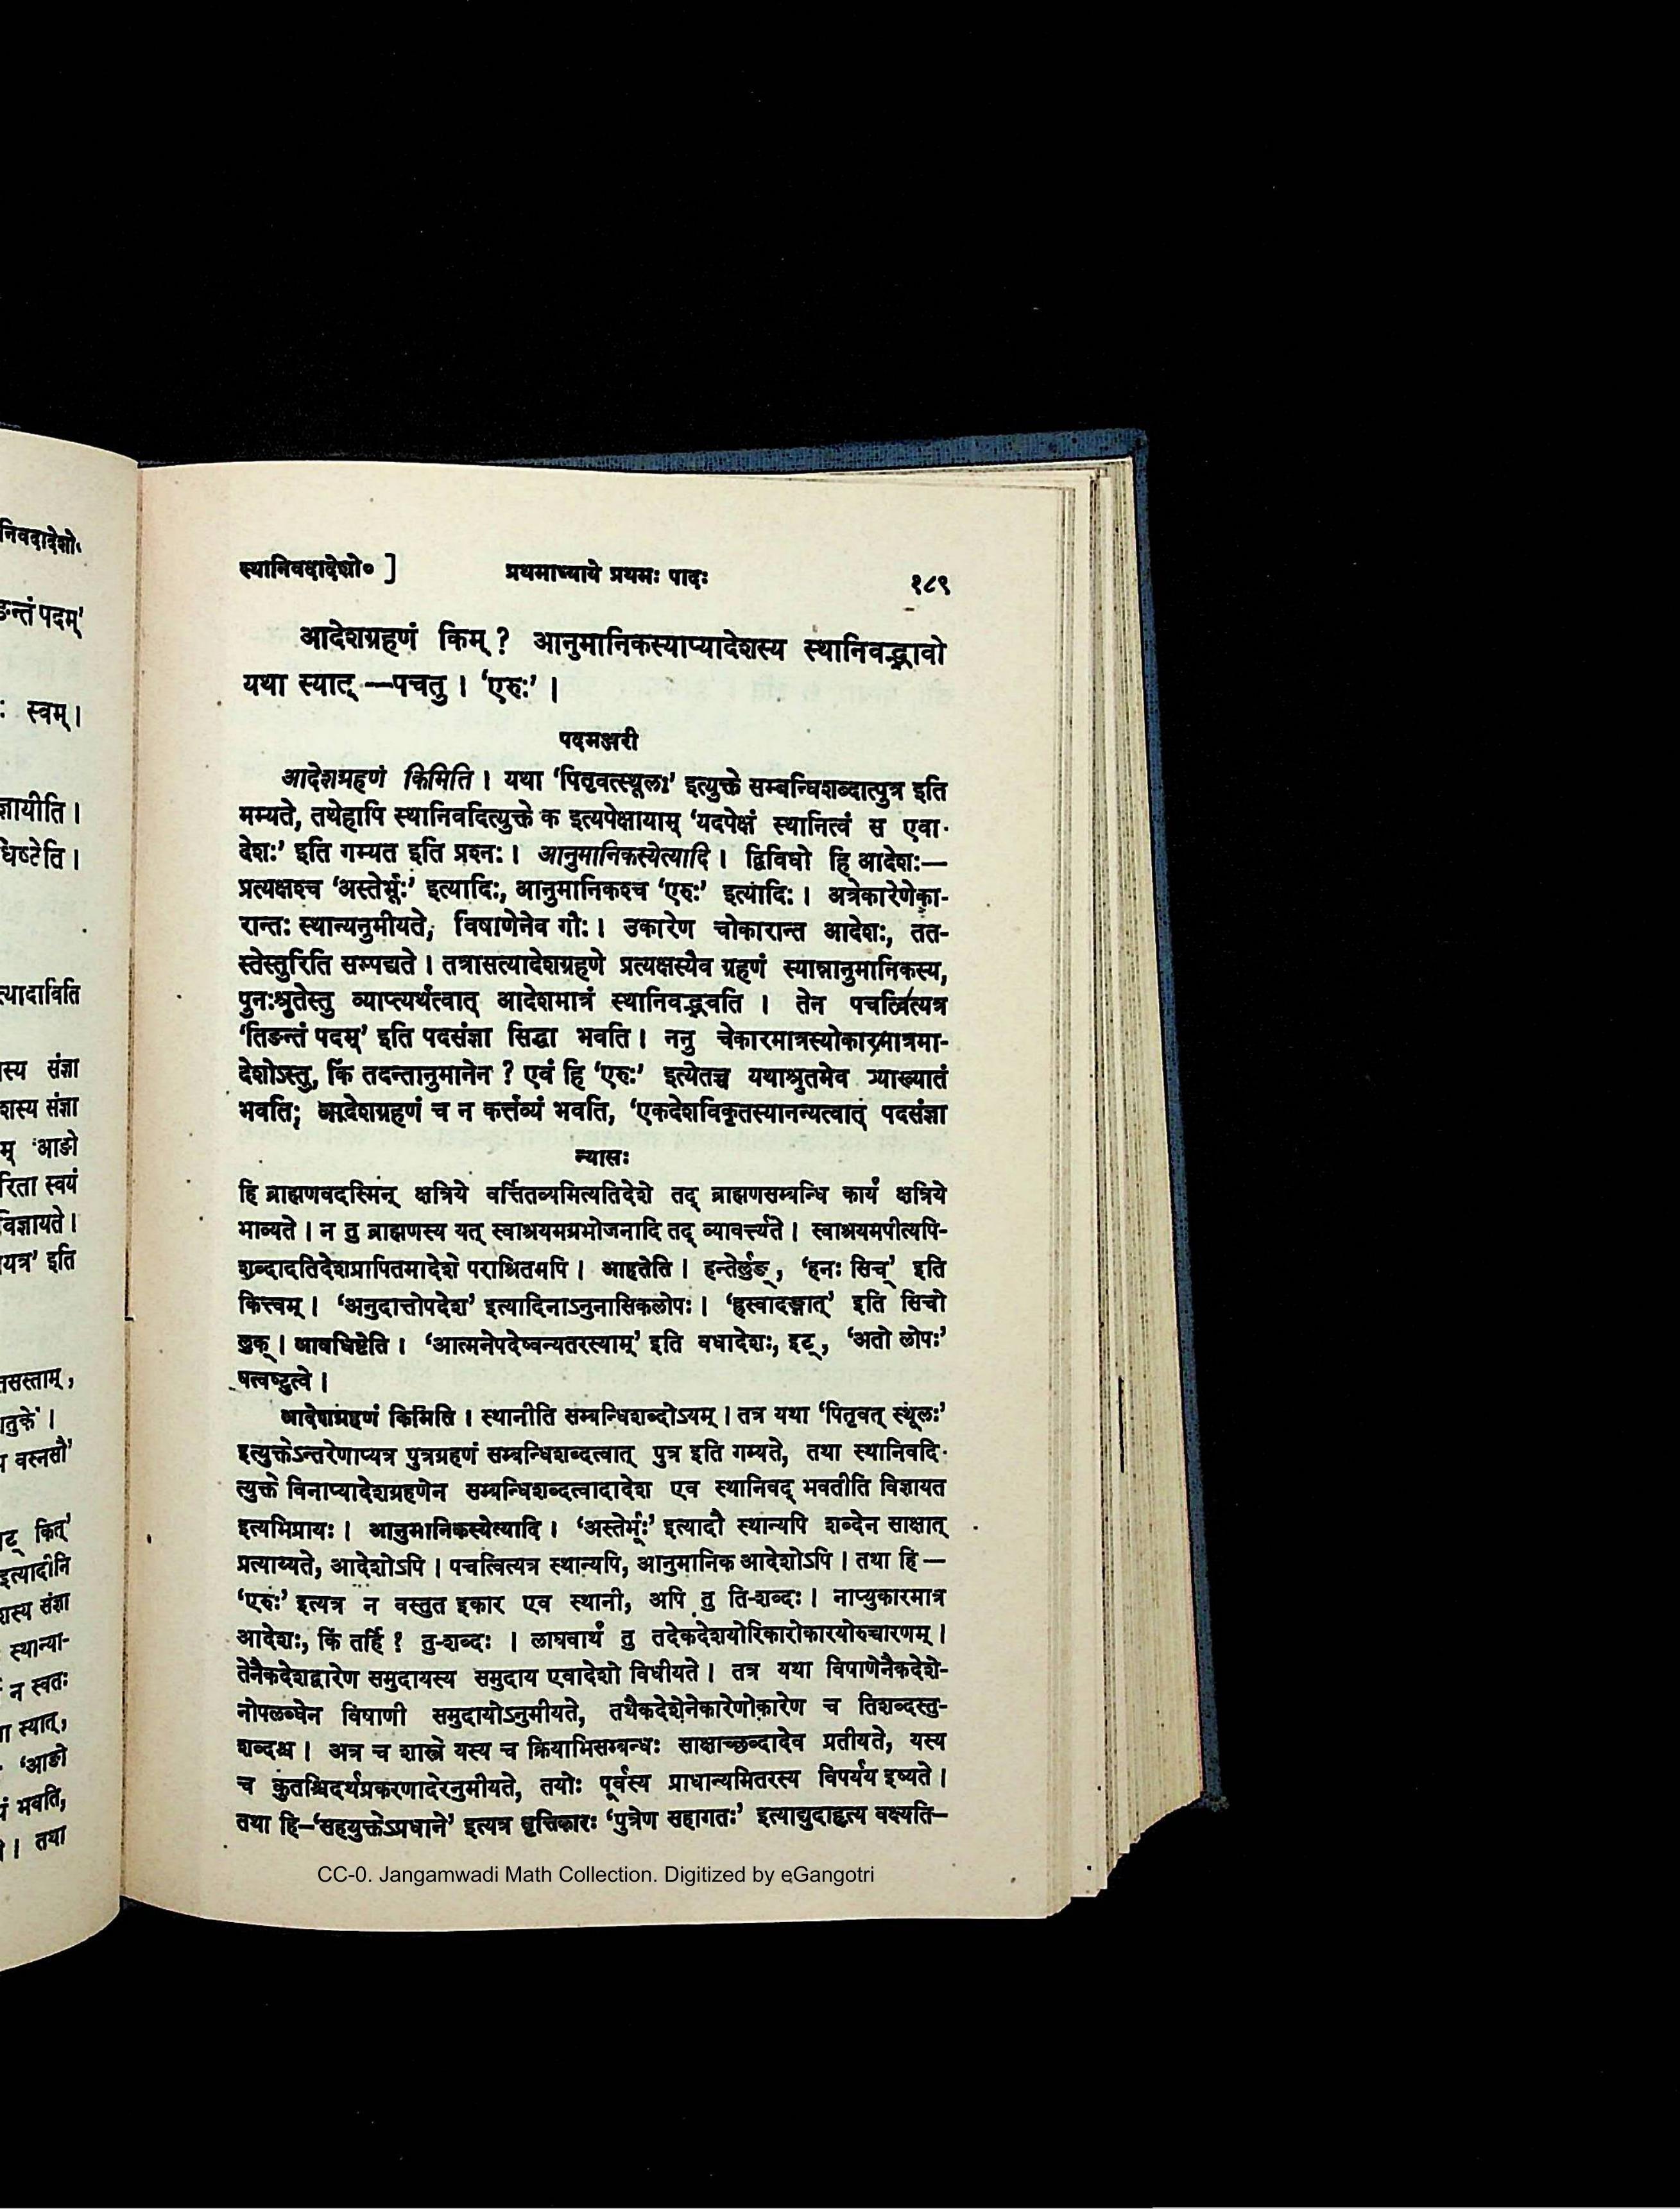 निवदादेशो॰
ङन्तं पदम्'
: स्वम् ।
ज्ञायीति ।
धिष्टेति ।
त्यादाविति
स्य संज्ञा
शस्य संज्ञा
म् 'आङो
रिता स्वयं
विज्ञायते ।
यत्र' इति
तसस्ताम्,
ातुके' ।
वस्नसौ'
ट् कित्'
इत्यादीनि
शस्य संज्ञा
स्थान्या-
न स्वतः
स्यात्,
'आङो
भवति,
। तथा
स्थानिवदादेशो० ]
प्रथमाध्याये प्रथमः पादः
१८९
आदेशग्रहणं किम् ? आनुमानिकस्याप्यादेशस्य स्थानिवद्भावो
यथा स्यात् —पचतु । 'एरुः' ।
पदमञ्जरी
आदेशग्रहणं किमिति । यथा 'पितृवत्स्थूलः' इत्युक्ते सम्बन्धिशब्दात्पुत्र इति
मम्यते, तथेहापि स्थानिवदित्युक्ते क इत्यपेक्षायाम् 'यदपेक्षं स्थानित्वं स एवा-
देशः' इति गम्यत इति प्रश्नः । आनुमानिकस्येत्यादि । द्विविधो हि आदेशः—
प्रत्यक्षश्च 'अस्तेर्भूः' इत्यादिः, आनुमानिकश्च 'एरुः' इत्यादिः । अत्रेकारेणेका-
रान्तः स्थान्यनुमीयते, विषाणेनेव गौः । उकारेण चोकारान्त आदेशः, तत-
स्तेस्तुरिति सम्पद्यते । तत्रासत्यादेशग्रहणे प्रत्यक्षस्यैव ग्रहणं स्यान्नानुमानिकस्य,
पुनःश्रुतेस्तु व्याप्त्यर्थत्वात् आदेशमात्रं स्थानिवद्भवति । तेन पचत्वित्यत्र
'तिङन्तं पदम्' इति पदसंज्ञा सिद्धा भवति । ननु चेकारमात्रस्योकारमात्रमा-
देशोऽस्तु, किं तदन्तानुमानेन ? एवं हि 'एरुः' इत्येतच्च यथाश्रुतमेव व्याख्यातं
भवति; आदेशग्रहणं च न कर्त्तव्यं भवति, 'एकदेशविकृतस्यानन्यत्वात् पदसंज्ञा
न्यासः
हि ब्राह्मणवदस्मिन् क्षत्रिये वर्त्तितव्यमित्यतिदेशे तद् ब्राह्मणसम्बन्धि कार्यं क्षत्रिये
भाव्यते । न तु ब्राह्मणस्य यत् स्वाश्रयमग्रभोजनादि तद् व्यावर्त्त्यते । स्वाश्रयमपीत्यपि-
शब्दादतिदेशप्रापितमादेशे पराश्रितमपि । आहतेति । हन्तेर्लुङ्, 'हनः सिच्' इति
कित्त्वम् । 'अनुदात्तोपदेश' इत्यादिनाऽनुनासिकलोपः । 'ह्रस्वादङ्गात्' इति सिचो
लुक् । आवधिष्टेति । 'आत्मनेपदेष्वन्यतरस्याम्' इति वधादेशः, इट्, 'अतो लोपः'
षत्वष्टुत्वे ।
आदेशग्रहणं किमिति । स्थानीति सम्बन्धिशब्दोऽयम् । तत्र यथा 'पितृवत् स्थूलः'
इत्युक्तेऽन्तरेणाप्यत्र पुत्रग्रहणं सम्बन्धिशब्दत्वात् पुत्र इति गम्यते, तथा स्थानिवदि-
त्युक्ते विनाप्यादेशग्रहणेन सम्बन्धिशब्दत्वादादेश एव स्थानिवद् भवतीति विज्ञायत
इत्यभिप्रायः । आनुमानिकस्येत्यादि । 'अस्तेर्भूः' इत्यादौ स्थान्यपि शब्देन साक्षात्
प्रत्याय्यते, आदेशोऽपि । पचत्वित्यत्र स्थान्यपि, आनुमानिक आदेशोऽपि । तथा हि —
'एरुः' इत्यत्र न वस्तुत इकार एव स्थानी, अपि तु ति-शब्दः । नाप्युकारमात्र
आदेशः, किं तर्हि ? तु-शब्दः । लाघवार्थं तु तदेकदेशयोरिकारोकारयोरुच्चारणम् ।
तेनैकदेशद्वारेण समुदायस्य समुदाय एवादेशो विधीयते । तत्र यथा विषाणेनैकदेशे-
नोपलब्धेन विषाणी समुदायोऽनुमीयते, तथैकदेशेनेकारेणोकारेण च तिशब्दस्तु-
शब्दश्च । अत्र च शास्त्रे यस्य च क्रियाभिसम्बन्धः साक्षाच्छब्दादेव प्रतीयते, यस्य
च कुतश्चिदर्थप्रकरणादेरनुमीयते, तयोः पूर्वस्य प्राधान्यमितरस्य विपर्यय इष्यते ।
तथा हि–'सहयुक्तेऽप्रधाने' इत्यत्र वृत्तिकारः 'पुत्रेण सहागतः' इत्याद्युदाहृत्य वक्ष्यति–
CC-0. Jangamwadi Math Collection. Digitized by eGangotri